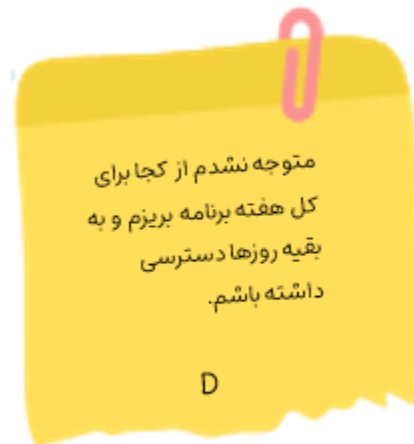 متوجه نشدم از کجا برای
کل هفته برنامه بریزم و به
بقیه روزها دسترسی
داشته باشم.
D